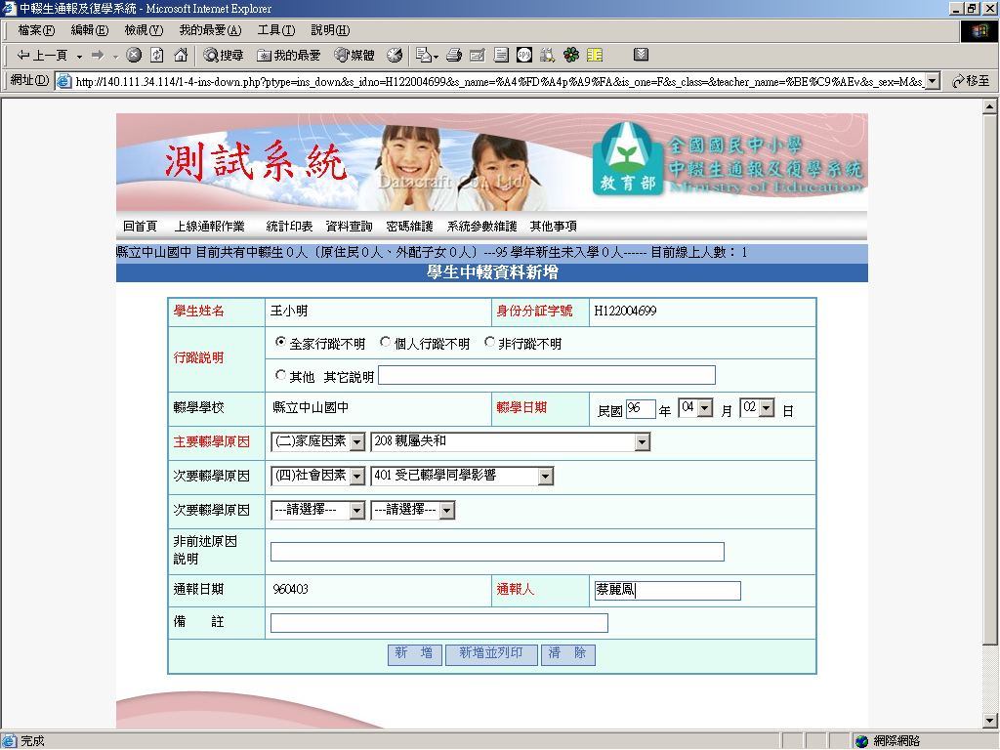 中輟生通報及復學系統 - Microsoft Internet Explorer
檔案(F) 編輯(E) 檢視(V) 我的最愛(A) 工具(T) 說明(H)
上一頁 搜尋 我的最愛 媒體
網址(D) http://140.111.34.114/1-4-ins-down.php?ptype=ins_down&s_idno=H122004699&s_name=%A4%FD%A4p%A9%FA&is_one=F&s_class=&teacher_name=%BE%C9%AEv&s_sex=M&s_ 移至
測試系統
Datacraft Co., Ltd
教育部
全國國民中小學
中輟生通報及復學系統
Ministry of Education
回首頁 上線通報作業 統計印表 資料查詢 密碼維護 系統參數維護 其他事項
縣立中山國中 目前共有中輟生 0 人〔原住民 0 人、外配子女 0 人〕---95 學年新生未入學 0 人------ 目前線上人數： 1
學生中輟資料新增
學生姓名 王小明 身份分証字號 H122004699
行蹤說明 全家行蹤不明 個人行蹤不明 非行蹤不明
其他 其它說明
輟學學校 縣立中山國中 輟學日期 民國 96 年 04 月 02 日
主要輟學原因 (二)家庭因素 208 親屬失和
次要輟學原因 (四)社會因素 401 受已輟學同學影響
次要輟學原因 ---請選擇--- ---請選擇---
非前述原因
說明
通報日期 960403 通報人 蔡麗鳳
備 註
新 增 新增並列印 清 除
完成 網際網路